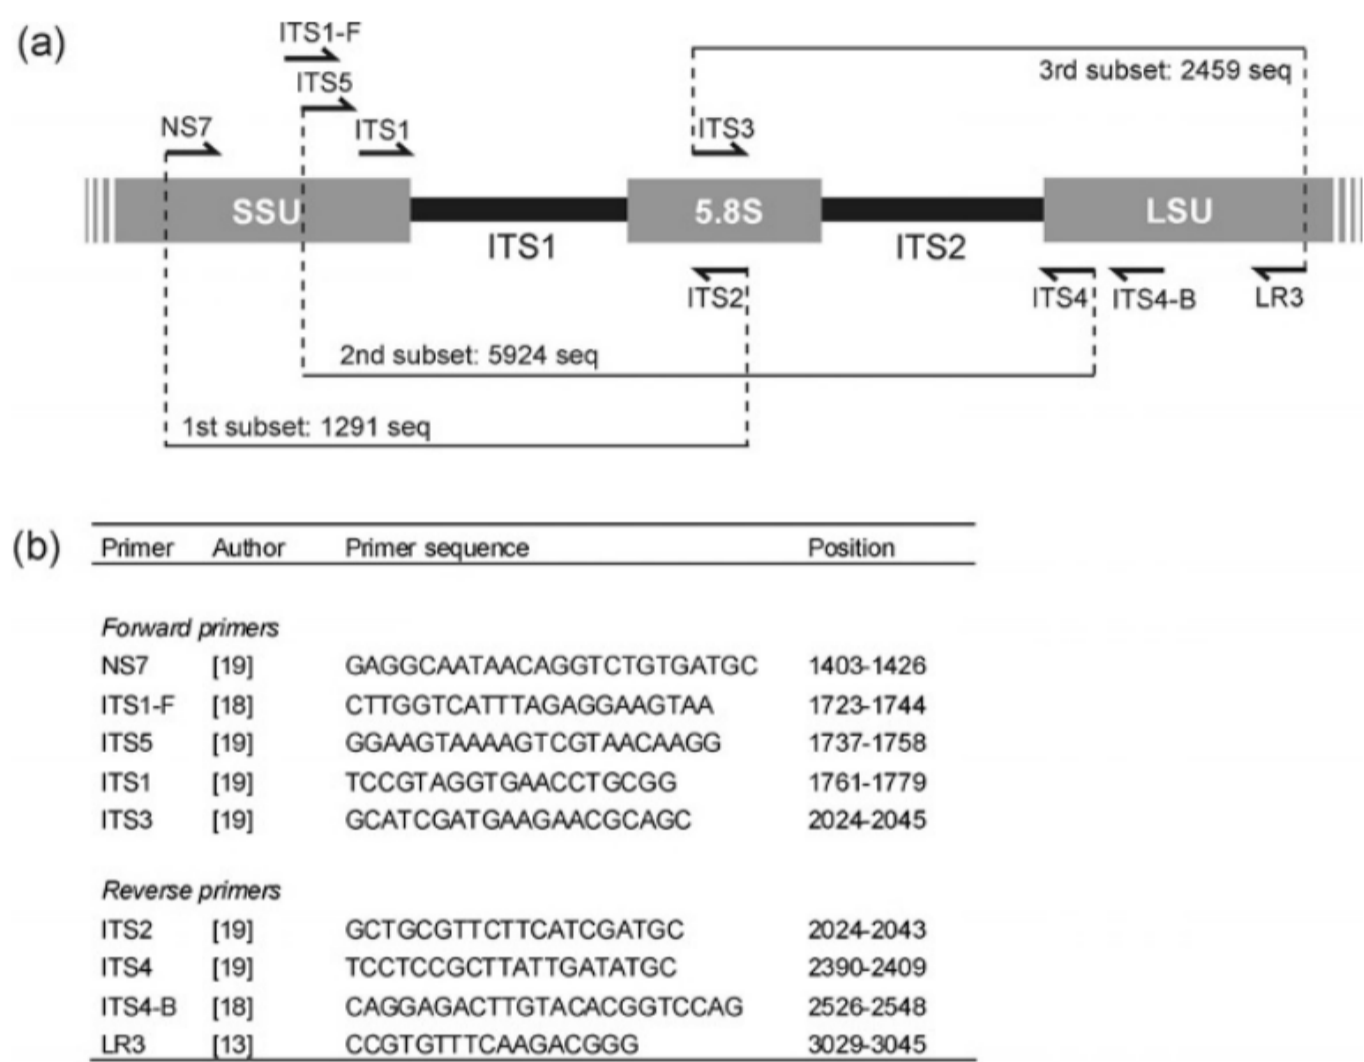 (a)
ITS1-F
ITS5
NS7
ITS1
ITS3
3rd subset: 2459 seq
SSU
5.8S
LSU
ITS1
ITS2
ITS2
ITS4
ITS4-B
LR3
2nd subset: 5924 seq
1st subset: 1291 seq
(b)
Primer Author Primer sequence Position
Forward primers
NS7 [19] GAGGCAATAACAGGTCTGTGATGC 1403-1426
ITS1-F [18] CTTGGTCATTTAGAGGAAGTAA 1723-1744
ITS5 [19] GGAAGTAAAAGTCGTAACAAGG 1737-1758
ITS1 [19] TCCGTAGGTGAACCTGCGG 1761-1779
ITS3 [19] GCATCGATGAAGAACGCAGC 2024-2045
Reverse primers
ITS2 [19] GCTGCGTTCTTCATCGATGC 2024-2043
ITS4 [19] TCCTCCGCTTATTGATATGC 2390-2409
ITS4-B [18] CAGGAGACTTGTACACGGTCCAG 2526-2548
LR3 [13] CCGTGTTTCAAGACGGG 3029-3045